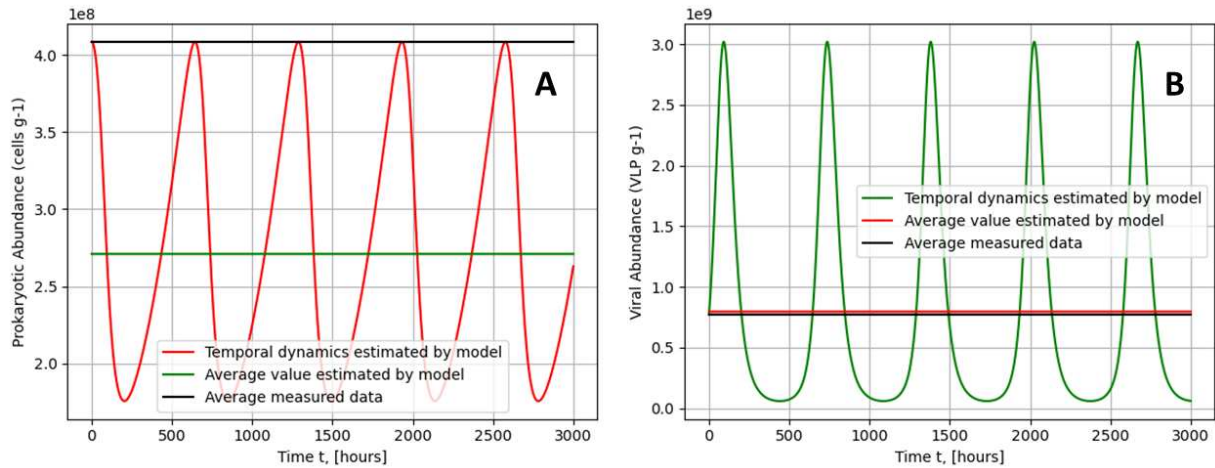 1e8
4.0
3.5
3.0
2.5
2.0
Prokaryotic Abundance (cells g-1)
A
Temporal dynamics estimated by model
Average value estimated by model
Average measured data
0 500 1000 1500 2000 2500 3000
Time t, [hours]
1e9
3.0
2.5
2.0
1.5
1.0
0.5
0.0
Viral Abundance (VLP g-1)
B
Temporal dynamics estimated by model
Average value estimated by model
Average measured data
0 500 1000 1500 2000 2500 3000
Time t, [hours]